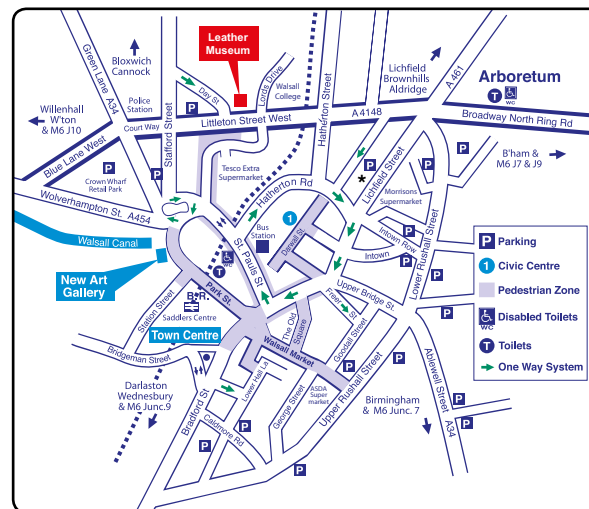 Leather
Museum
Bloxwich
Cannock
Green Lane A34
Police
Station
Day St
Lords Drive
Walsall
College
Hatherton Street
Lichfield
Brownhills
Aldridge
A 461
Arboretum
T
WC
Willenhall
W'ton &
M6 J10
Court Way
Littleton Street West
A4148
Broadway North Ring Rd
Blue Lane West
Stafford Street
P
Crown Wharf
Retail Park
P
P
P
Tesco Extra
Supermarket
Hatherton Rd
Lichfield Street
P
*
Morrisons
Supermarket
P
P
B'ham &
M6 J7 & J9
Wolverhampton St. A454
Walsall Canal
New Art
Gallery
St. Pauls St
Bus
Station
1
Darwall St.
Intown Row
Intown
P
P
Lower Rushall Street
T
WC
Park St.
Station Street
B.R.
Saddlers Centre
Town Centre
Upper Bridge St.
Freer St
The Old
Square
Goodall Street
Walsall Market
P
P
P
Bridgeman Street
Darlaston
Wednesbury
& M6 Junc.9
Bradford St
Lower Hall La
George Street
ASDA
Super
market
Upper Rushall Street
Caldmore Rd
P
P
P
Birmingham
& M6 Junc. 7
Ablewell Street
A34
P
P
P Parking
1 Civic Centre
Pedestrian Zone
WC Disabled Toilets
T Toilets
One Way System